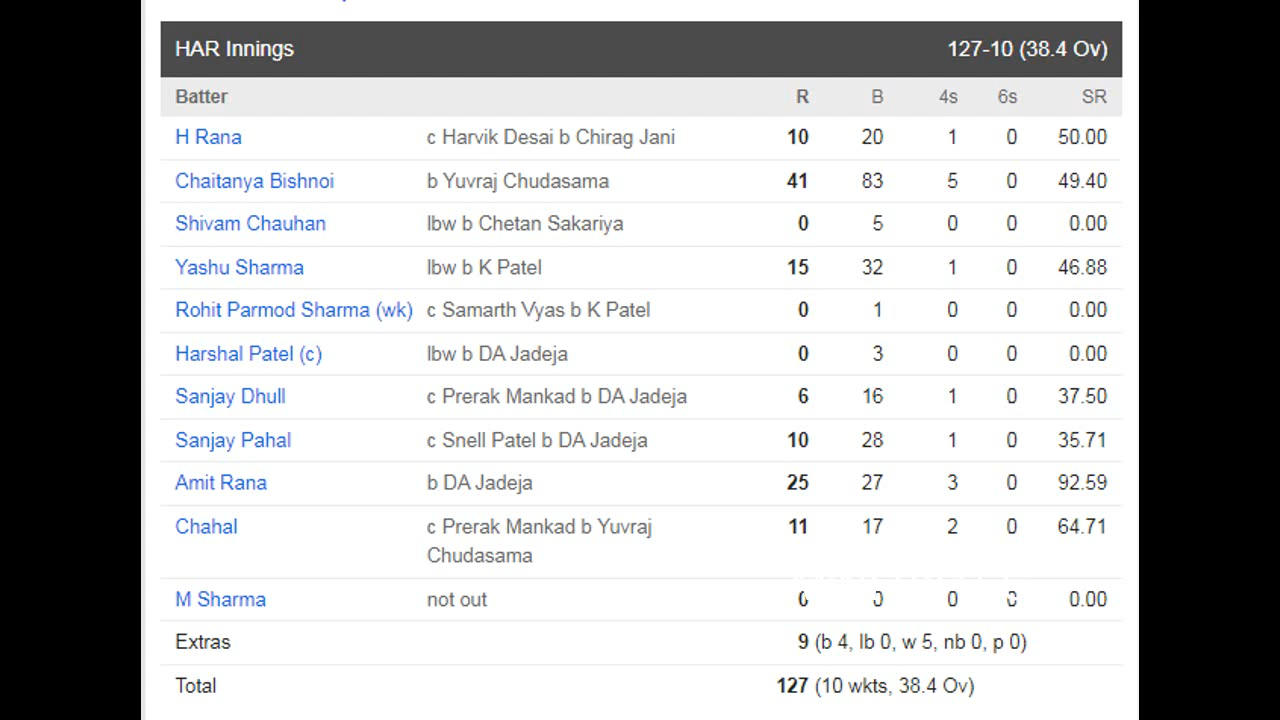 HAR Innings 127-10 (38.4 Ov)
Batter R B 4s 6s SR
H Rana c Harvik Desai b Chirag Jani 10 20 1 0 50.00
Chaitanya Bishnoi b Yuvraj Chudasama 41 83 5 0 49.40
Shivam Chauhan lbw b Chetan Sakariya 0 5 0 0 0.00
Yashu Sharma lbw b K Patel 15 32 1 0 46.88
Rohit Parmod Sharma (wk) c Samarth Vyas b K Patel 0 1 0 0 0.00
Harshal Patel (c) lbw b DA Jadeja 0 3 0 0 0.00
Sanjay Dhull c Prerak Mankad b DA Jadeja 6 16 1 0 37.50
Sanjay Pahal c Snell Patel b DA Jadeja 10 28 1 0 35.71
Amit Rana b DA Jadeja 25 27 3 0 92.59
Chahal c Prerak Mankad b Yuvraj 11 17 2 0 64.71
Chudasama
M Sharma not out 0 0 0 0 0.00
Extras 9 (b 4, lb 0, w 5, nb 0, p 0)
Total 127 (10 wkts, 38.4 Ov)